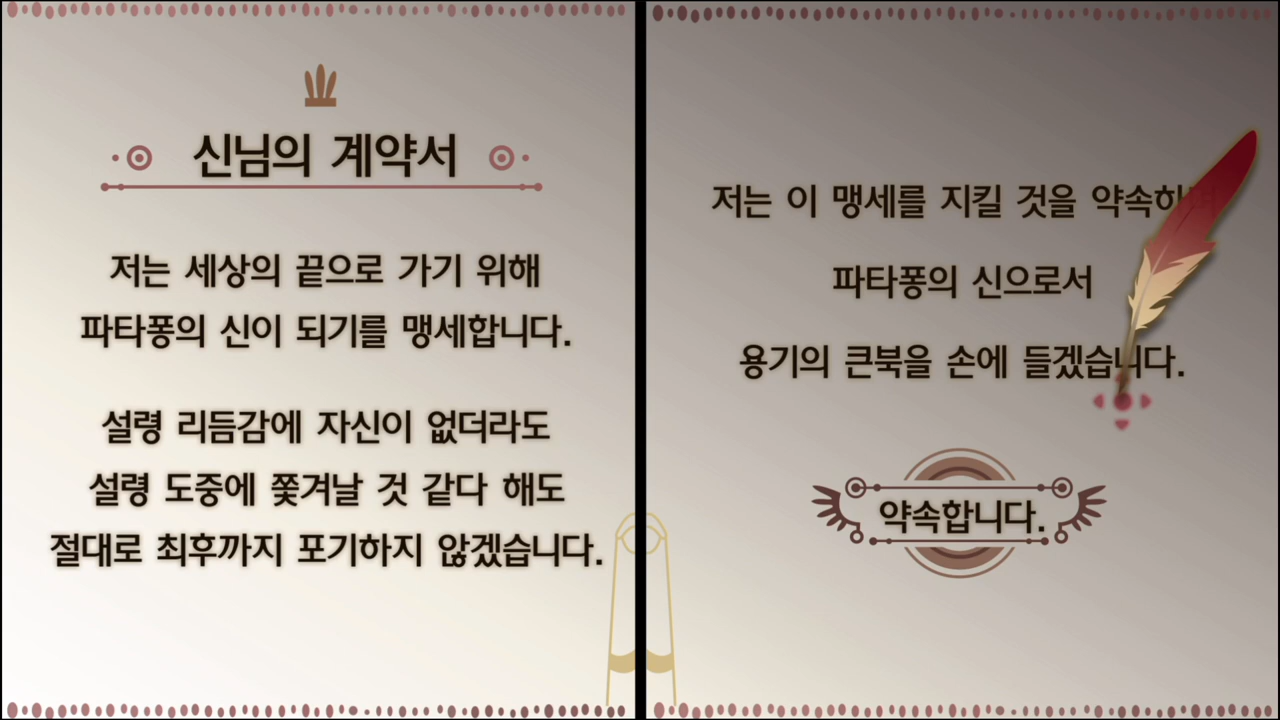 신님의 계약서
저는 세상의 끝으로 가기 위해
파타퐁의 신이 되기를 맹세합니다.
설령 리듬감에 자신이 없더라도
설령 도중에 쫓겨날 것 같다 해도
절대로 최후까지 포기하지 않겠습니다.
저는 이 맹세를 지킬 것을 약속하며
파타퐁의 신으로서
용기의 큰북을 손에 들겠습니다.
약속합니다.